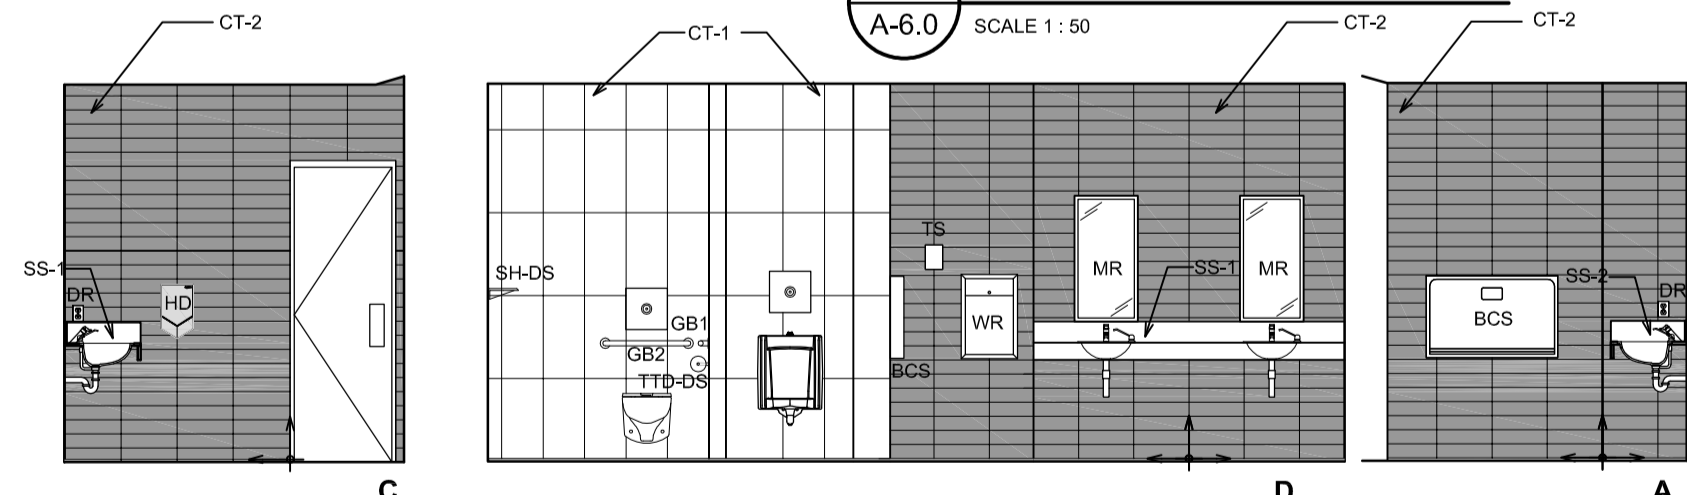 A-6.0
SCALE 1 : 50
CT-2
CT-1
CT-2
CT-2
SS-1
DR
HD
SH-DS
GB1
GB2
TTD-DS
TS
BCS
WR
MR
SS-1
MR
BCS
SS-2
DR
C
D
A